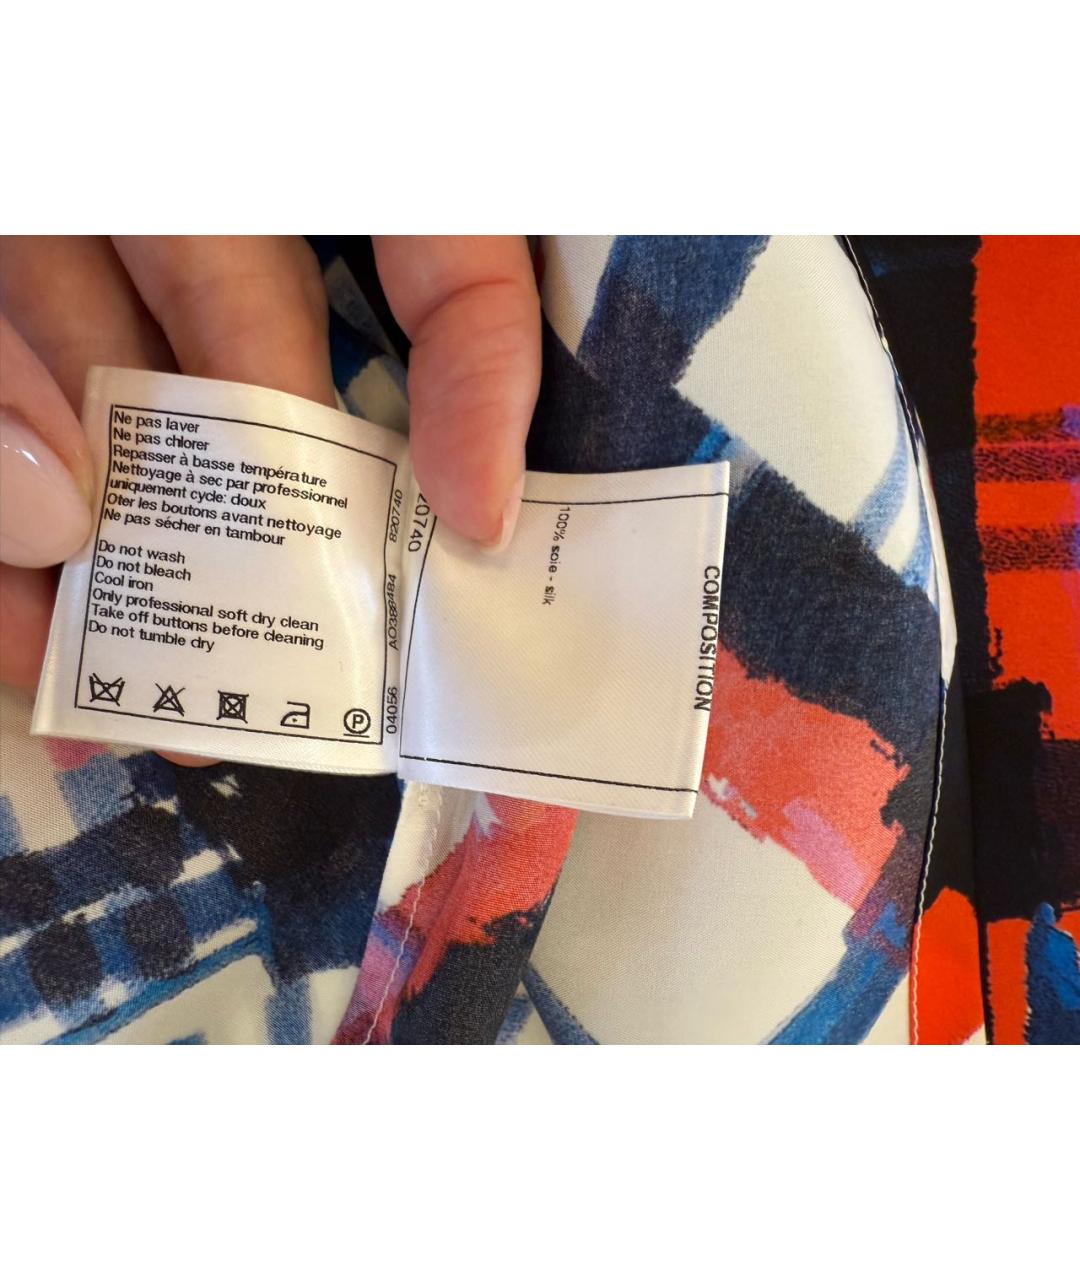 Ne pas laver
Ne pas chlorer
Repasser à basse température
Nettoyage à sec par professionnel
uniquement cycle: doux
Oter les boutons avant nettoyage
Ne pas sécher en tambour
Do not wash
Do not bleach
Cool iron
Only professional soft dry clean
Take off buttons before cleaning
Do not tumble dry
P
04056
820740
20740
100% soie - silk
COMPOSITION